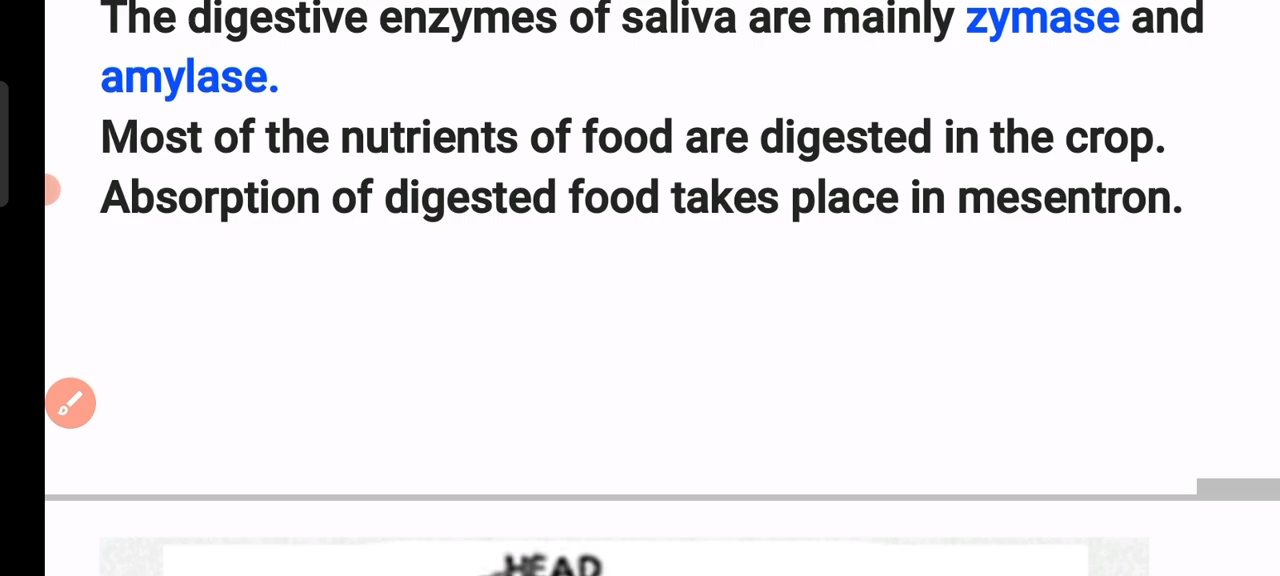 The digestive enzymes of saliva are mainly zymase and
amylase.
Most of the nutrients of food are digested in the crop.
Absorption of digested food takes place in mesentron.
HEAD